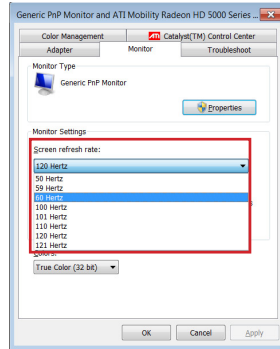 Generic PnP Monitor and ATI Mobility Radeon HD 5000 Series ...
Color Management
ATI Catalyst(TM) Control Center
Adapter
Monitor
Troubleshoot
Monitor Type
Generic PnP Monitor
Properties
Monitor Settings
Screen refresh rate:
120 Hertz
50 Hertz
59 Hertz
60 Hertz
100 Hertz
101 Hertz
110 Hertz
120 Hertz
121 Hertz
Colors:
True Color (32 bit)
OK
Cancel
Apply